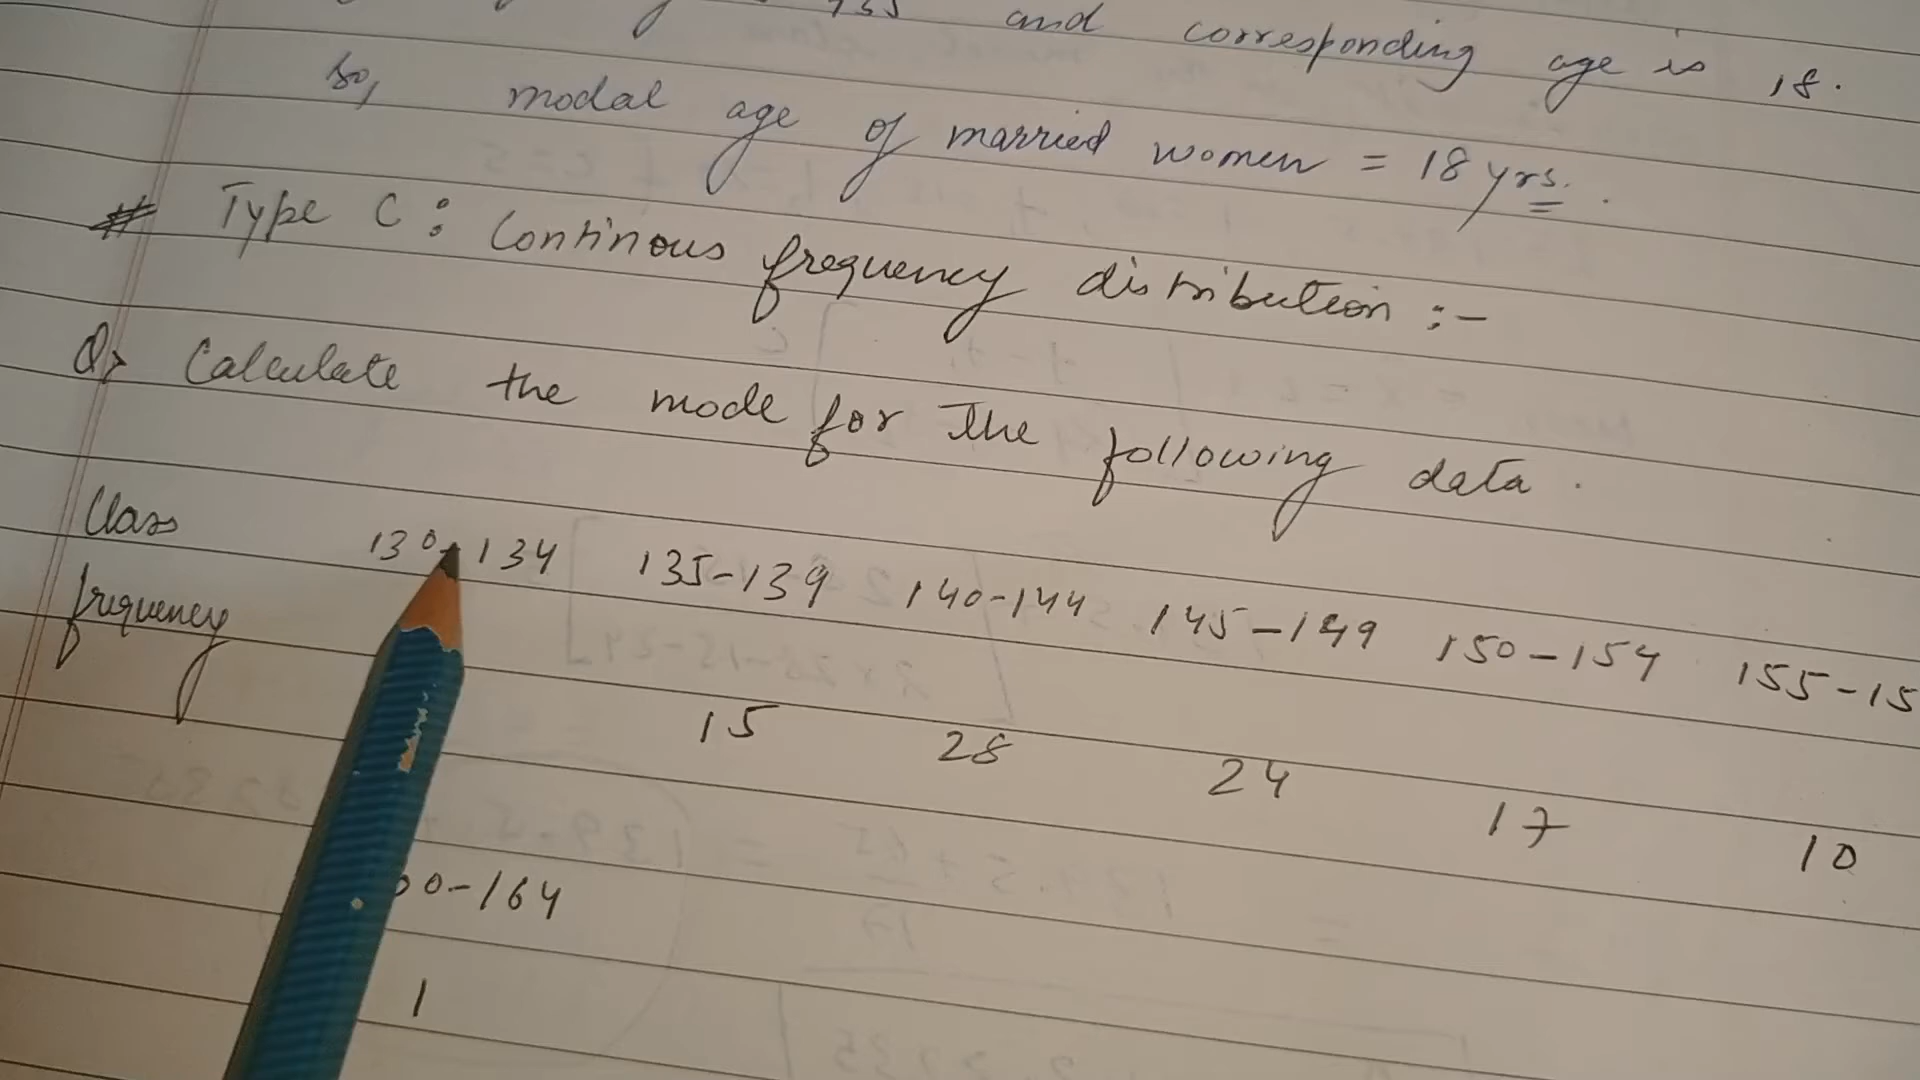 and corresponding age is 18.
so, modal age of married women = 18 yrs.
# Type C : Continous frequency distribution :-
Q> Calculate the mode for The following data.
Class 130-134 135-139 140-144 145-149 150-154 155-15
frequency 15 28 24 17 10
0-164
1